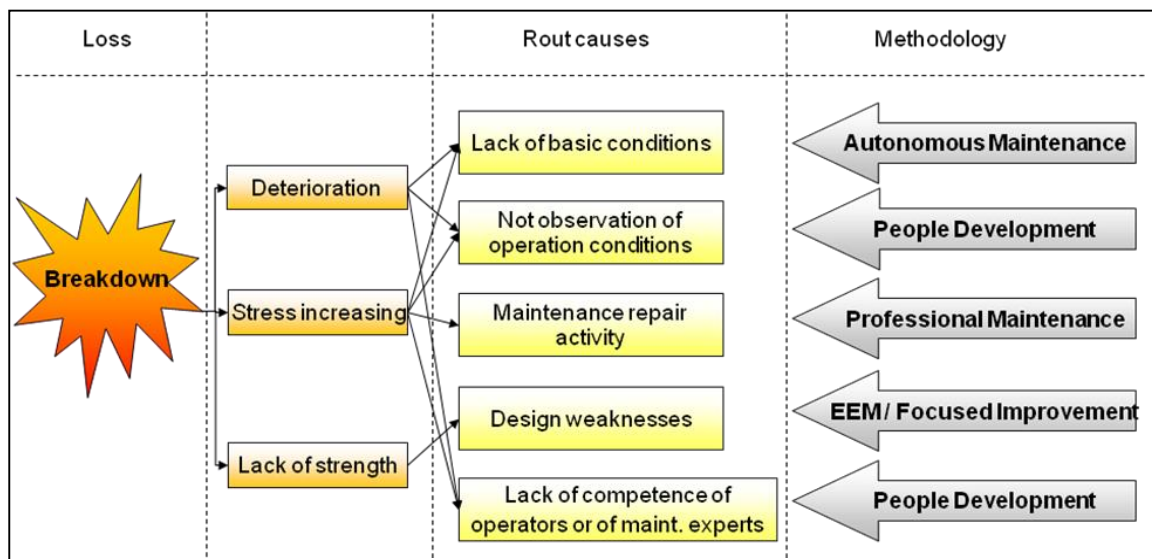 Loss
Rout causes
Methodology
Breakdown
Deterioration
Stress increasing
Lack of strength
Lack of basic conditions
Not observation of
operation conditions
Maintenance repair
activity
Design weaknesses
Lack of competence of
operators or of maint. experts
Autonomous Maintenance
People Development
Professional Maintenance
EEM/ Focused Improvement
People Development